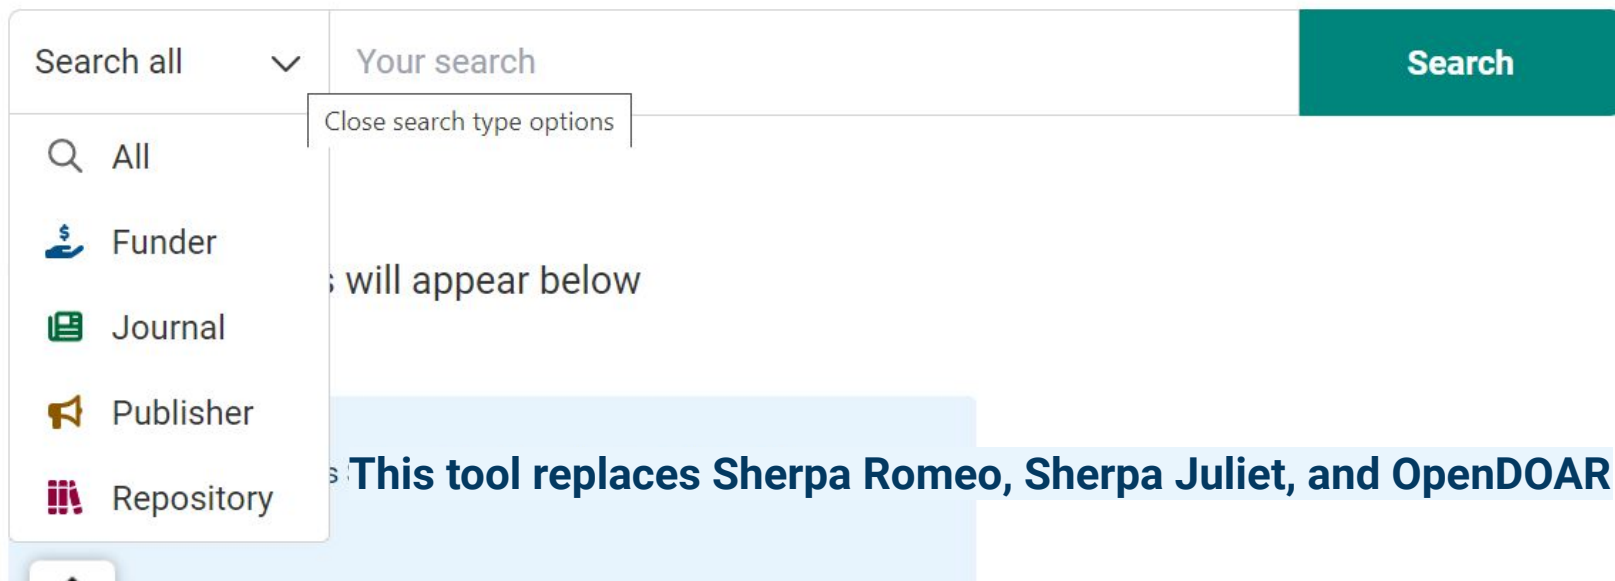 Search all
Your search
Search
Close search type options
All
Funder
will appear below
Journal
Publisher
This tool replaces Sherpa Romeo, Sherpa Juliet, and OpenDOAR
Repository